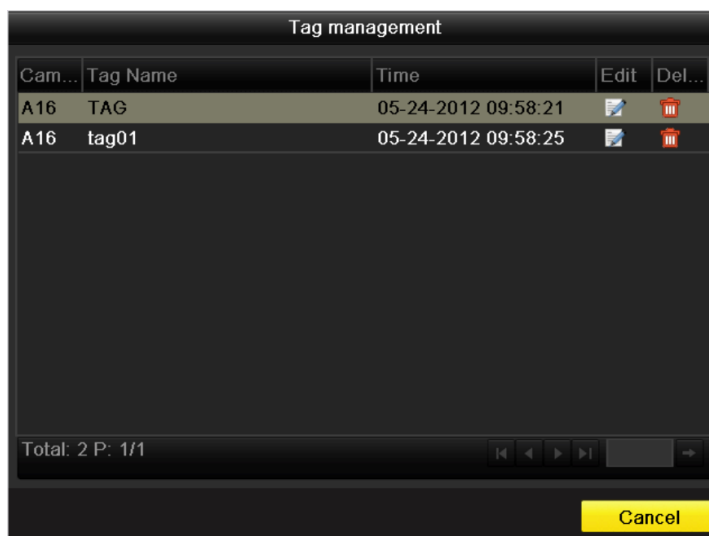 Tag management
Cam... Tag Name Time Edit Del...
A16 TAG 05-24-2012 09:58:21
A16 tag01 05-24-2012 09:58:25
Total: 2 P: 1/1
Cancel